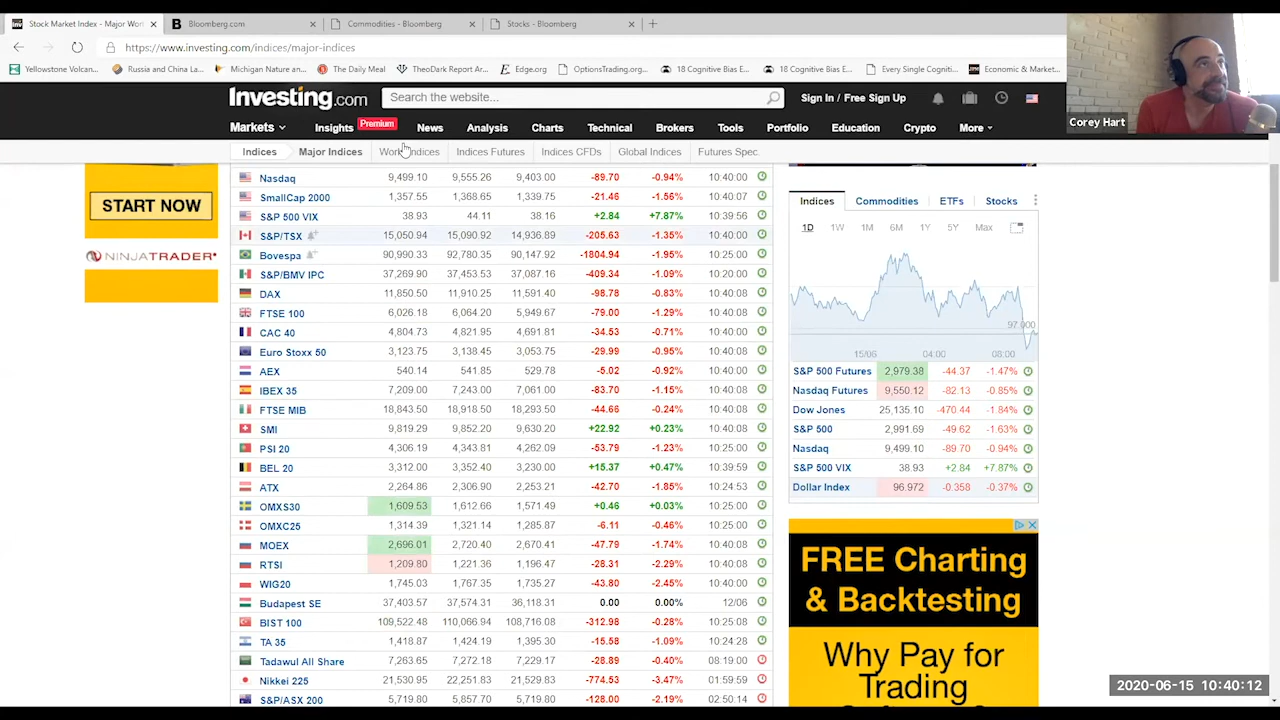 Stock Market Index - Major Wor
Bloomberg.com
Commodities - Bloomberg
Stocks - Bloomberg
https://www.investing.com/indices/major-indices
Yellowstone Volcan...
Russia and China La...
Michigan Nature an...
The Daily Meal
TheoDark Report Ar...
Edge.org
OptionsTrading.org...
18 Cognitive Bias E...
18 Cognitive Bias E...
Every Single Cogniti...
Economic & Market...
Corey Hart
Investing.com
Search the website...
Sign In / Free Sign Up
Markets
Insights
Premium
News
Analysis
Charts
Technical
Brokers
Tools
Portfolio
Education
Crypto
More
Indices
Major Indices
World Indices
Indices Futures
Indices CFDs
Global Indices
Futures Spec.
START NOW
NINJATRADER
Nasdaq 9,499.10 9,555.26 9,403.00 -89.70 -0.94% 10:40:00
SmallCap 2000 1,357.55 1,368.65 1,339.75 -21.46 -1.56% 10:40:07
S&P 500 VIX 38.93 44.11 38.16 +2.84 +7.87% 10:39:56
S&P/TSX 15,050.94 15,090.92 14,936.89 -205.63 -1.35% 10:40:00
Bovespa 90,990.33 92,780.35 90,147.92 -1804.94 -1.95% 10:25:00
S&P/BMV IPC 37,269.90 37,453.53 37,087.16 -409.34 -1.09% 10:20:00
DAX 11,850.50 11,910.25 11,591.40 -98.78 -0.83% 10:40:08
FTSE 100 6,026.18 6,064.20 5,949.67 -79.00 -1.29% 10:40:08
CAC 40 4,804.73 4,821.95 4,691.81 -34.53 -0.71% 10:40:00
Euro Stoxx 50 3,123.75 3,138.45 3,053.75 -29.99 -0.95% 10:40:08
AEX 540.14 541.85 529.78 -5.02 -0.92% 10:40:00
IBEX 35 7,209.00 7,243.00 7,061.00 -83.70 -1.15% 10:40:08
FTSE MIB 18,843.50 18,918.50 18,293.50 -44.66 -0.24% 10:40:08
SMI 9,819.29 9,852.20 9,630.20 +22.92 +0.23% 10:40:08
PSI 20 4,306.19 4,343.81 4,262.09 -53.79 -1.23% 10:25:00
BEL 20 3,312.00 3,352.40 3,230.00 +15.37 +0.47% 10:39:59
ATX 2,264.86 2,306.90 2,253.21 -42.70 -1.85% 10:24:53
OMXS30 1,609.53 1,612.66 1,571.49 +0.46 +0.03% 10:25:00
OMXC25 1,314.39 1,321.14 1,285.87 -6.11 -0.46% 10:25:00
MOEX 2,696.01 2,720.40 2,670.41 -47.79 -1.74% 10:40:08
RTSI 1,209.80 1,221.36 1,196.47 -28.31 -2.29% 10:40:08
WIG20 1,745.03 1,767.35 1,735.27 -43.80 -2.45% 10:40:00
Budapest SE 37,403.57 37,574.31 36,118.31 0.00 0.00% 12/06
BIST 100 109,522.48 110,066.94 108,716.08 -312.98 -0.28% 10:25:08
TA 35 1,418.87 1,424.19 1,395.30 -15.58 -1.09% 10:24:28
Tadawul All Share 7,263.65 7,272.18 7,229.17 -28.89 -0.40% 08:19:00
Nikkei 225 21,530.95 22,251.83 21,529.83 -774.53 -3.47% 01:59:59
S&P/ASX 200 5,719.80 5,857.70 5,719.80 -128.00 -2.19% 02:50:14
Indices Commodities ETFs Stocks
1D 1W 1M 6M 1Y 5Y Max
97.000
15/06 04:00 08:00
S&P 500 Futures 2,979.38 -44.37 -1.47%
Nasdaq Futures 9,550.12 -82.13 -0.85%
Dow Jones 25,135.10 -470.44 -1.84%
S&P 500 2,991.69 -49.62 -1.63%
Nasdaq 9,499.10 -89.70 -0.94%
S&P 500 VIX 38.93 +2.84 +7.87%
Dollar Index 96.972 -0.358 -0.37%
FREE Charting
& Backtesting
Why Pay for
Trading
2020-06-15 10:40:12